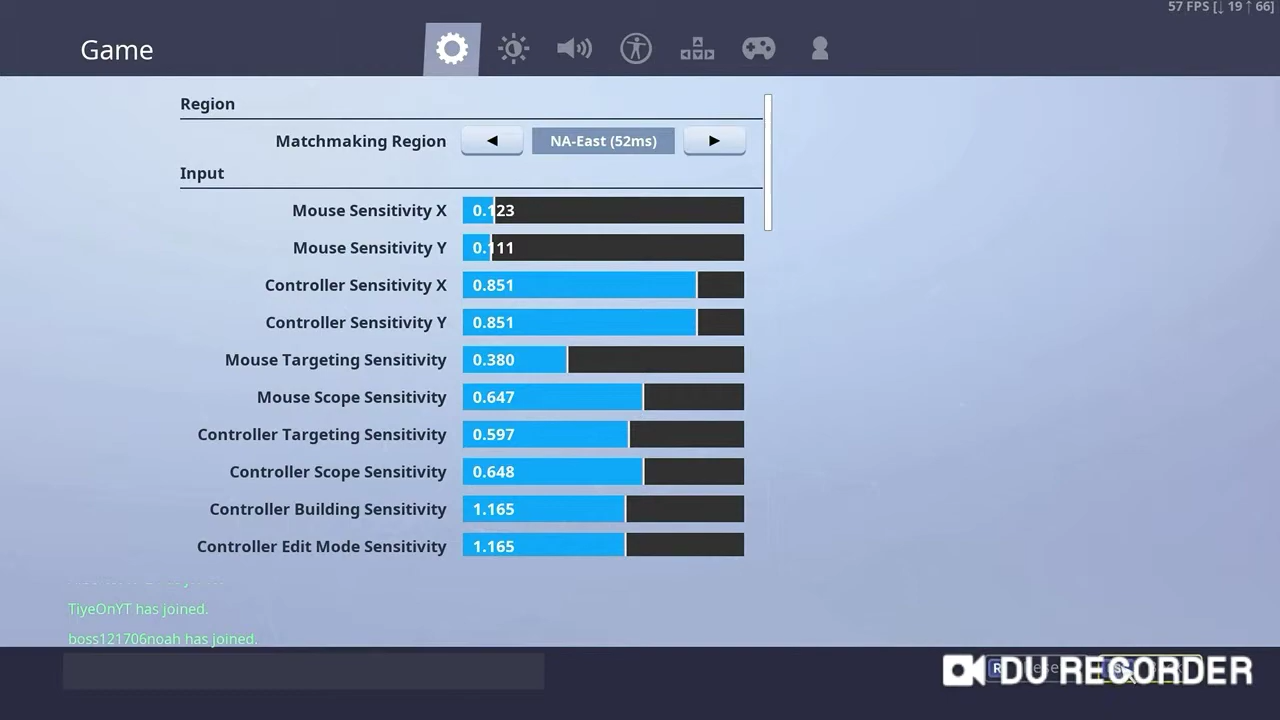 57 FPS [↓ 19 ↑ 66]
Game
Region
Matchmaking Region NA-East (52ms)
Input
Mouse Sensitivity X 0.123
Mouse Sensitivity Y 0.111
Controller Sensitivity X 0.851
Controller Sensitivity Y 0.851
Mouse Targeting Sensitivity 0.380
Mouse Scope Sensitivity 0.647
Controller Targeting Sensitivity 0.597
Controller Scope Sensitivity 0.648
Controller Building Sensitivity 1.165
Controller Edit Mode Sensitivity 1.165
TiyeOnYT has joined.
boss121706noah has joined.
DU RECORDER